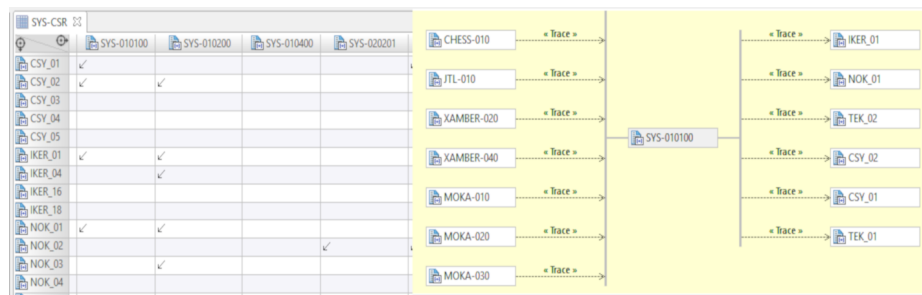 SYS-CSR
SYS-010100 SYS-010200 SYS-010400 SYS-020201
CSY_01
CSY_02
CSY_03
CSY_04
CSY_05
IKER_01
IKER_04
IKER_16
IKER_18
NOK_01
NOK_02
NOK_03
NOK_04
CHESS-010 « Trace »
JTL-010 « Trace »
XAMBER-020 « Trace »
XAMBER-040 « Trace »
MOKA-010 « Trace »
MOKA-020 « Trace »
MOKA-030 « Trace »
SYS-010100
« Trace » IKER_01
« Trace » NOK_01
« Trace » TEK_02
« Trace » CSY_02
« Trace » CSY_01
« Trace » TEK_01